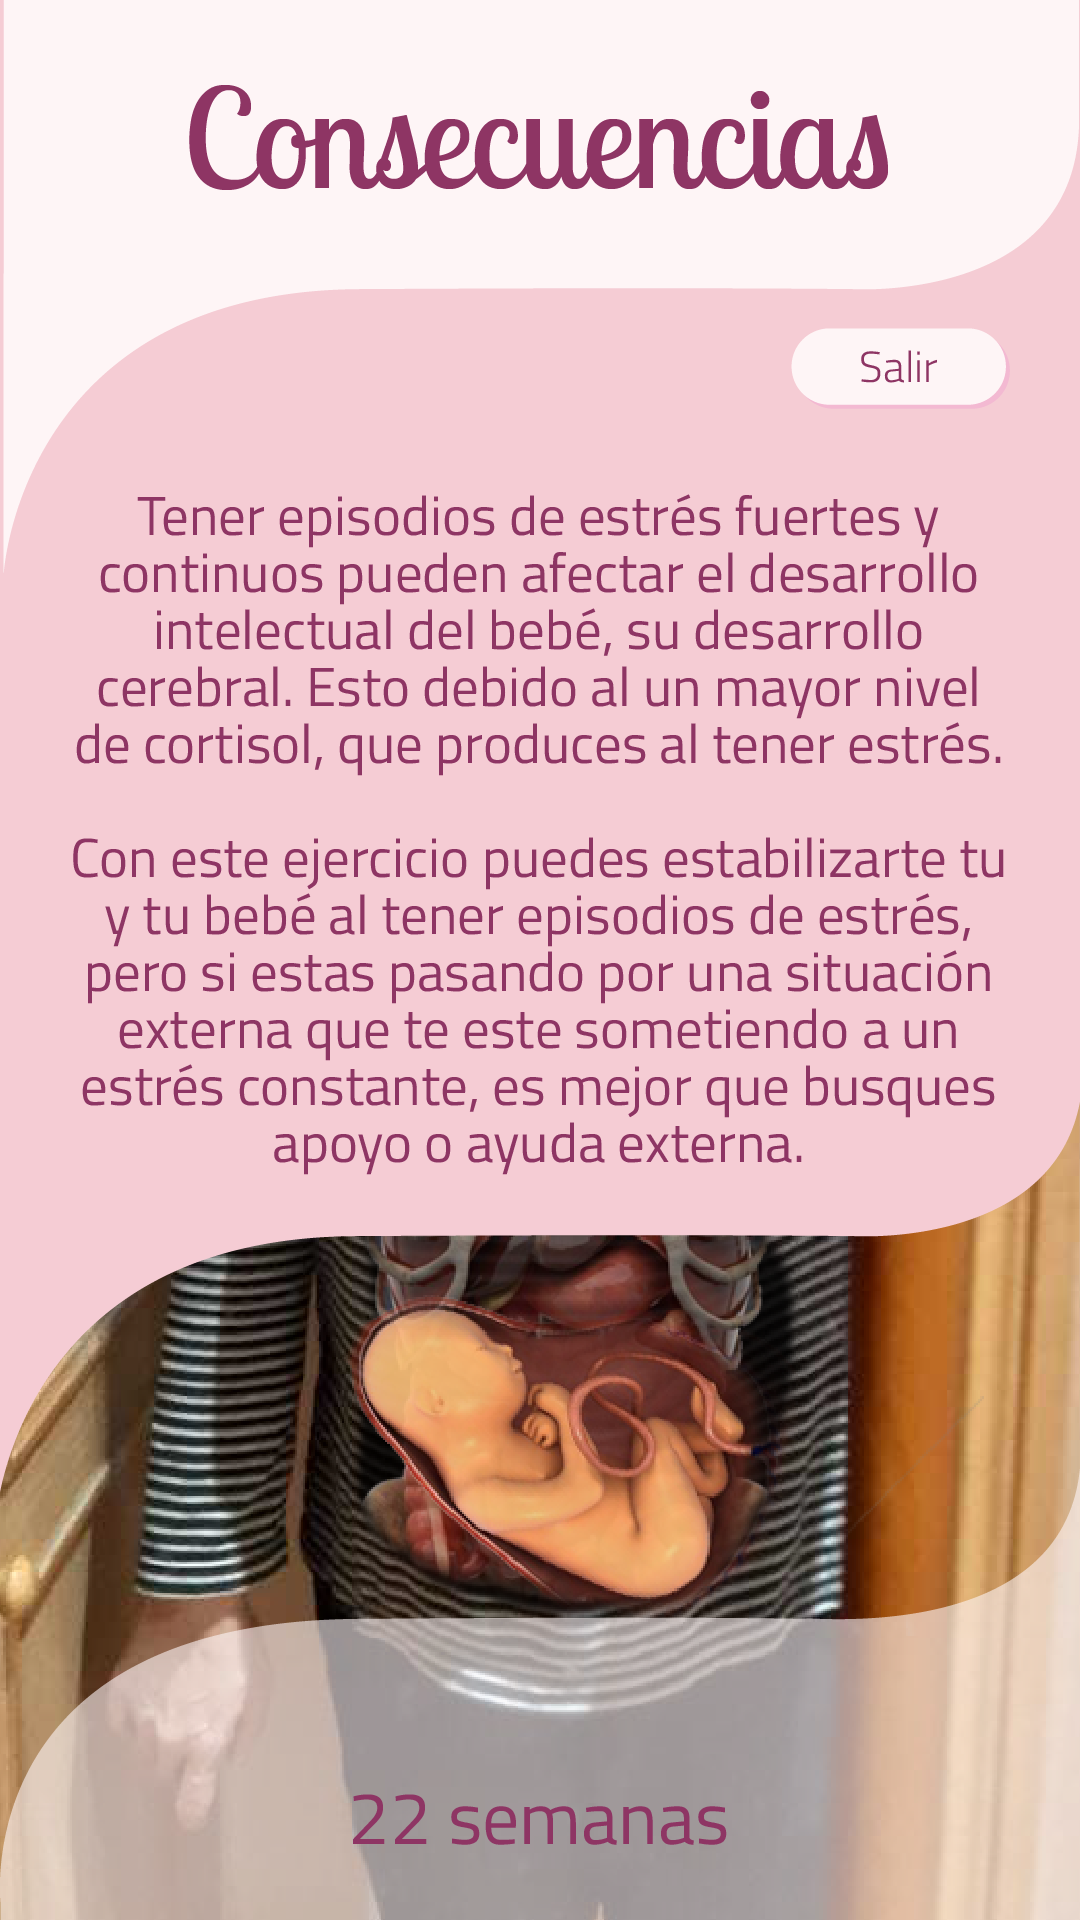 Consecuencias
Salir
Tener episodios de estrés fuertes y
continuos pueden afectar el desarrollo
intelectual del bebé, su desarrollo
cerebral. Esto debido al un mayor nivel
de cortisol, que produces al tener estrés.
Con este ejercicio puedes estabilizarte tu
y tu bebé al tener episodios de estrés,
pero si estas pasando por una situación
externa que te este sometiendo a un
estrés constante, es mejor que busques
apoyo o ayuda externa.
22 semanas